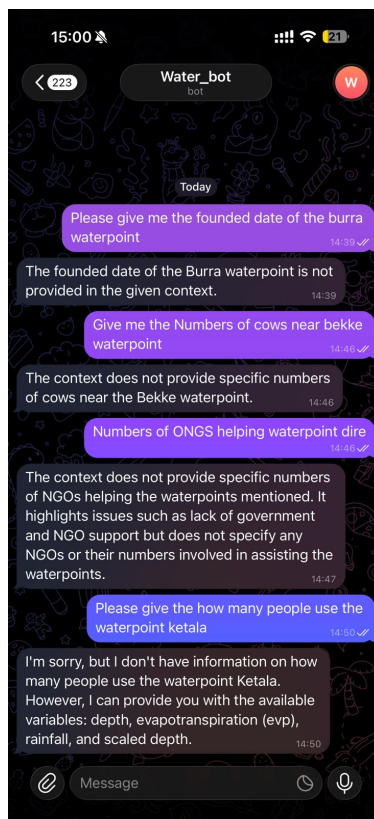 15:00
21
223
Water_bot
bot
W
Today
Please give me the founded date of the burra
waterpoint
14:39
The founded date of the Burra waterpoint is not
provided in the given context.
14:39
Give me the Numbers of cows near bekke
waterpoint
14:46
The context does not provide specific numbers
of cows near the Bekke waterpoint.
14:46
Numbers of ONGS helping waterpoint dire
14:46
The context does not provide specific numbers
of NGOs helping the waterpoints mentioned. It
highlights issues such as lack of government
and NGO support but does not specify any
NGOs or their numbers involved in assisting the
waterpoints.
14:47
Please give the how many people use the
waterpoint ketala
14:50
I'm sorry, but I don't have information on how
many people use the waterpoint Ketala.
However, I can provide you with the available
variables: depth, evapotranspiration (evp),
rainfall, and scaled depth.
14:50
Message